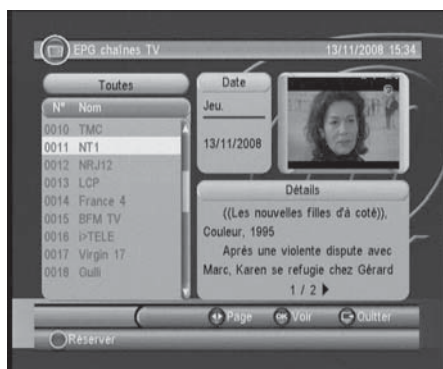 EPG chaînes TV 13/11/2008 15:34
Toutes
N° Nom
0010 TMC
0011 NT1
0012 NRJ12
0013 LCP
0014 France 4
0015 BFM TV
0016 i>TELE
0017 Virgin 17
0018 Gulli
Date
Jeu.
13/11/2008
Détails
((Les nouvelles filles d'à coté)),
Couleur, 1995
Aprés une violente dispute avec
Marc, Karen se refugie chez Gérard
1 / 2
Page OK Voir Quitter
Réserver